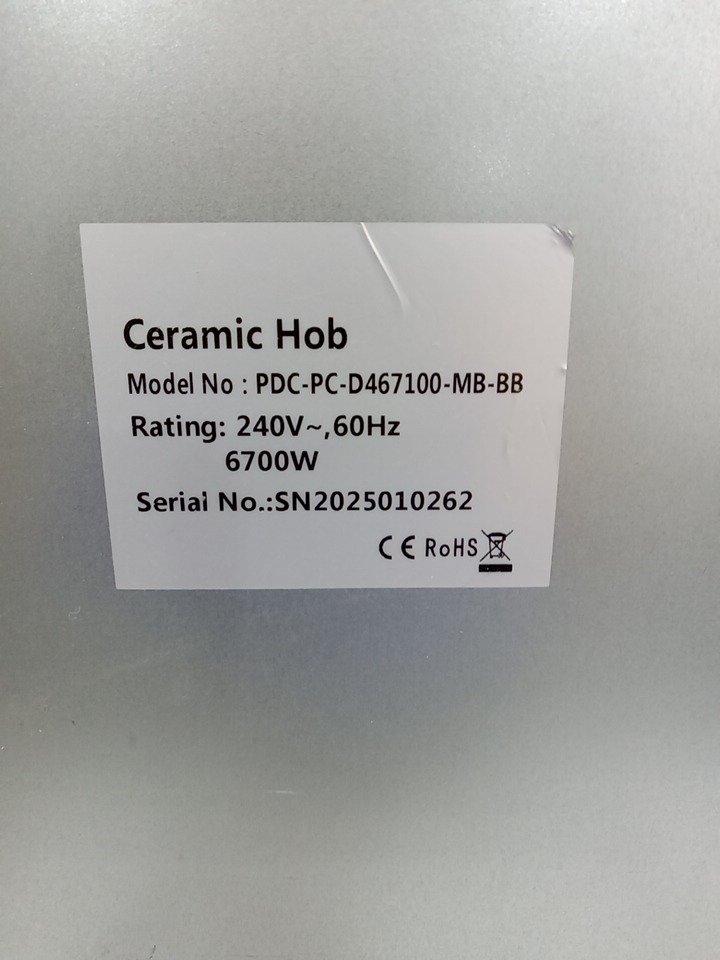 Ceramic Hob
Model No : PDC-PC-D467100-MB-BB
Rating: 240V~,60Hz
6700W
Serial No.:SN2025010262
CE RoHS